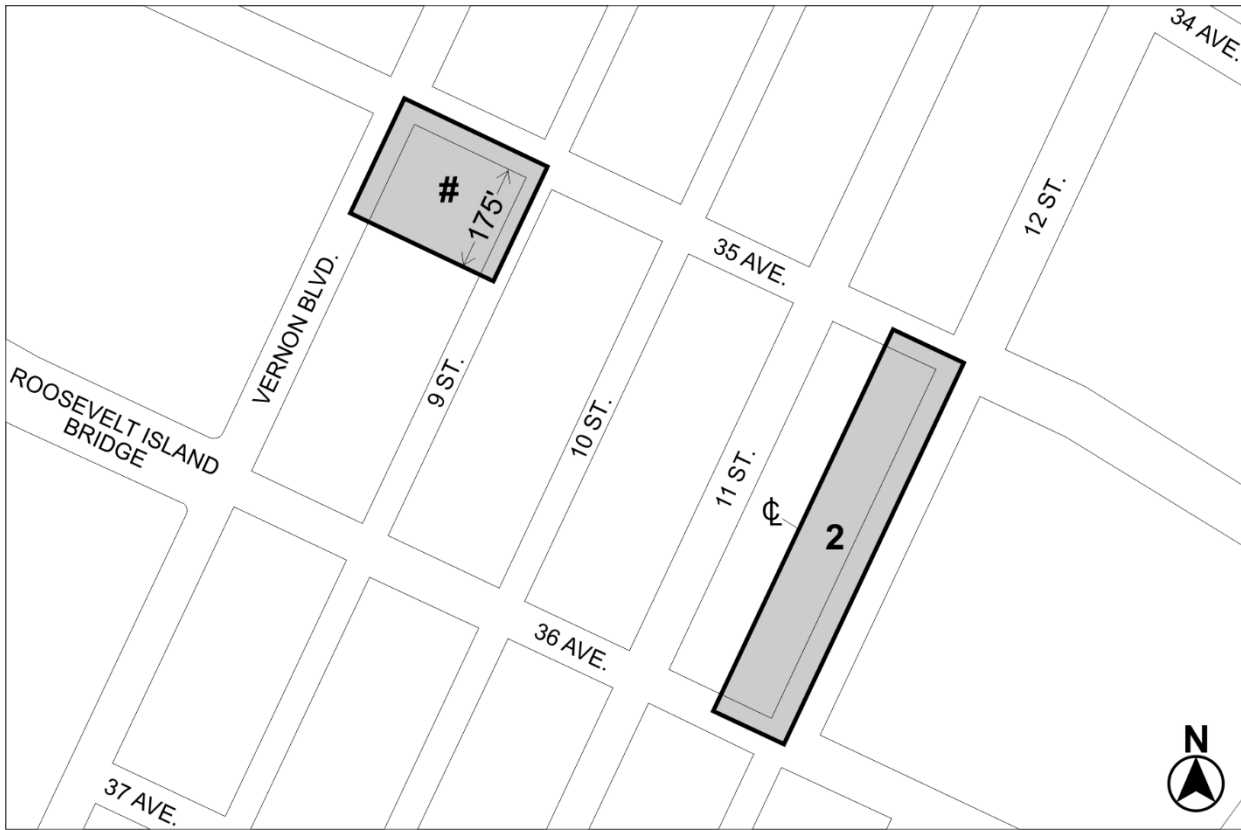 34 AVE.
12 ST.
#
175'
35 AVE.
VERNON BLVD.
9 ST.
10 ST.
11 ST.
ROOSEVELT ISLAND
BRIDGE
℄
2
36 AVE.
37 AVE.
N